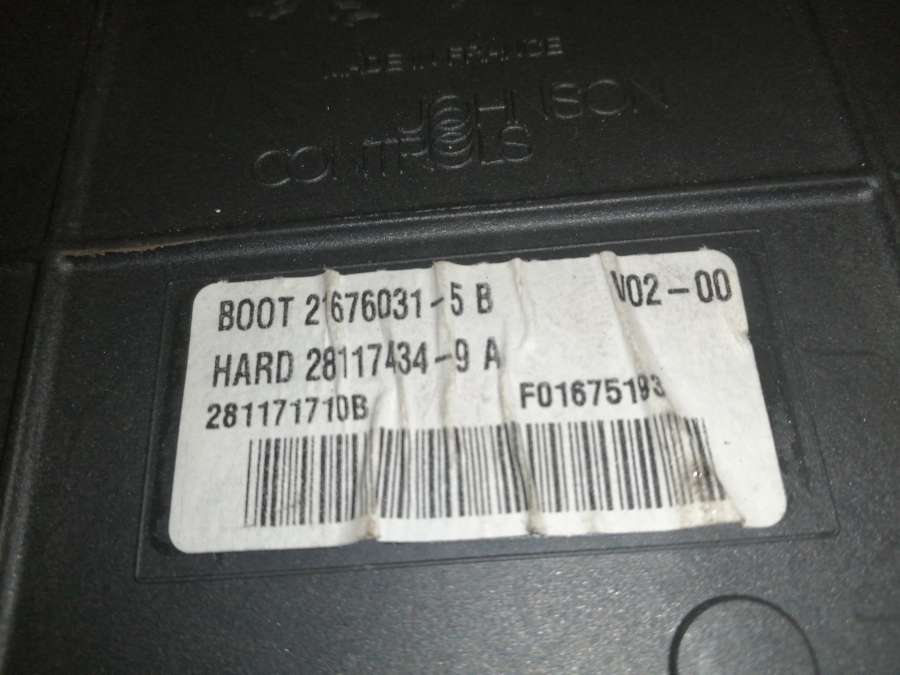 MADE IN FRANCE
JOHNSON
CONTROLS
BOOT 21676031-5 B V02-00
HARD 28117434-9 A
281171710B F01675193